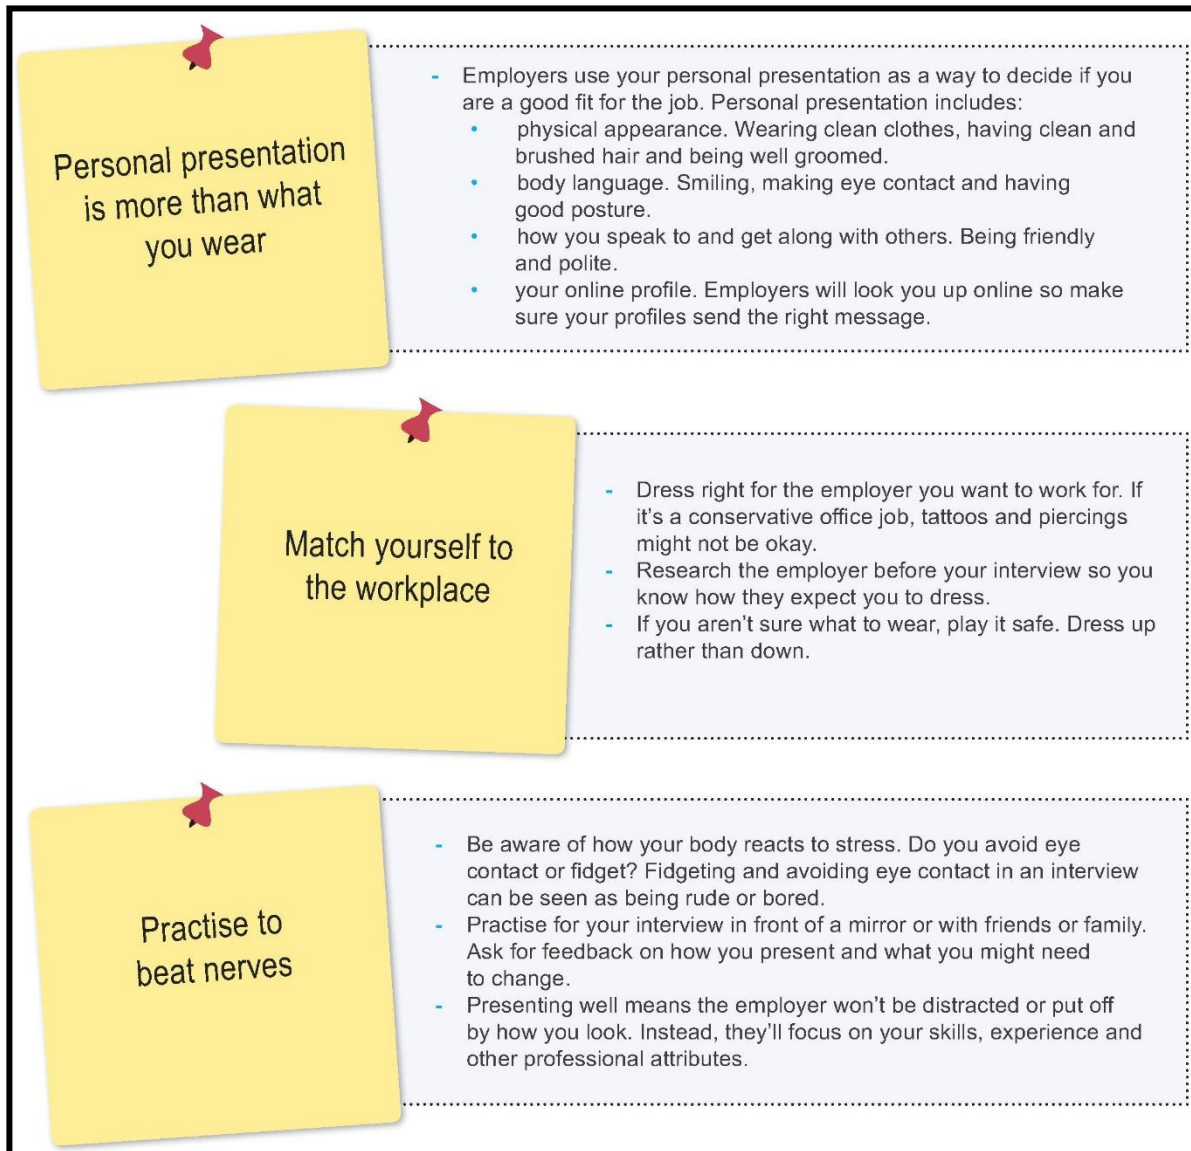 Personal presentation
is more than what
you wear
- Employers use your personal presentation as a way to decide if you
are a good fit for the job. Personal presentation includes:
• physical appearance. Wearing clean clothes, having clean and
brushed hair and being well groomed.
• body language. Smiling, making eye contact and having
good posture.
• how you speak to and get along with others. Being friendly
and polite.
• your online profile. Employers will look you up online so make
sure your profiles send the right message.
Match yourself to
the workplace
- Dress right for the employer you want to work for. If
it’s a conservative office job, tattoos and piercings
might not be okay.
- Research the employer before your interview so you
know how they expect you to dress.
- If you aren’t sure what to wear, play it safe. Dress up
rather than down.
Practise to
beat nerves
- Be aware of how your body reacts to stress. Do you avoid eye
contact or fidget? Fidgeting and avoiding eye contact in an interview
can be seen as being rude or bored.
- Practise for your interview in front of a mirror or with friends or family.
Ask for feedback on how you present and what you might need
to change.
- Presenting well means the employer won’t be distracted or put off
by how you look. Instead, they’ll focus on your skills, experience and
other professional attributes.